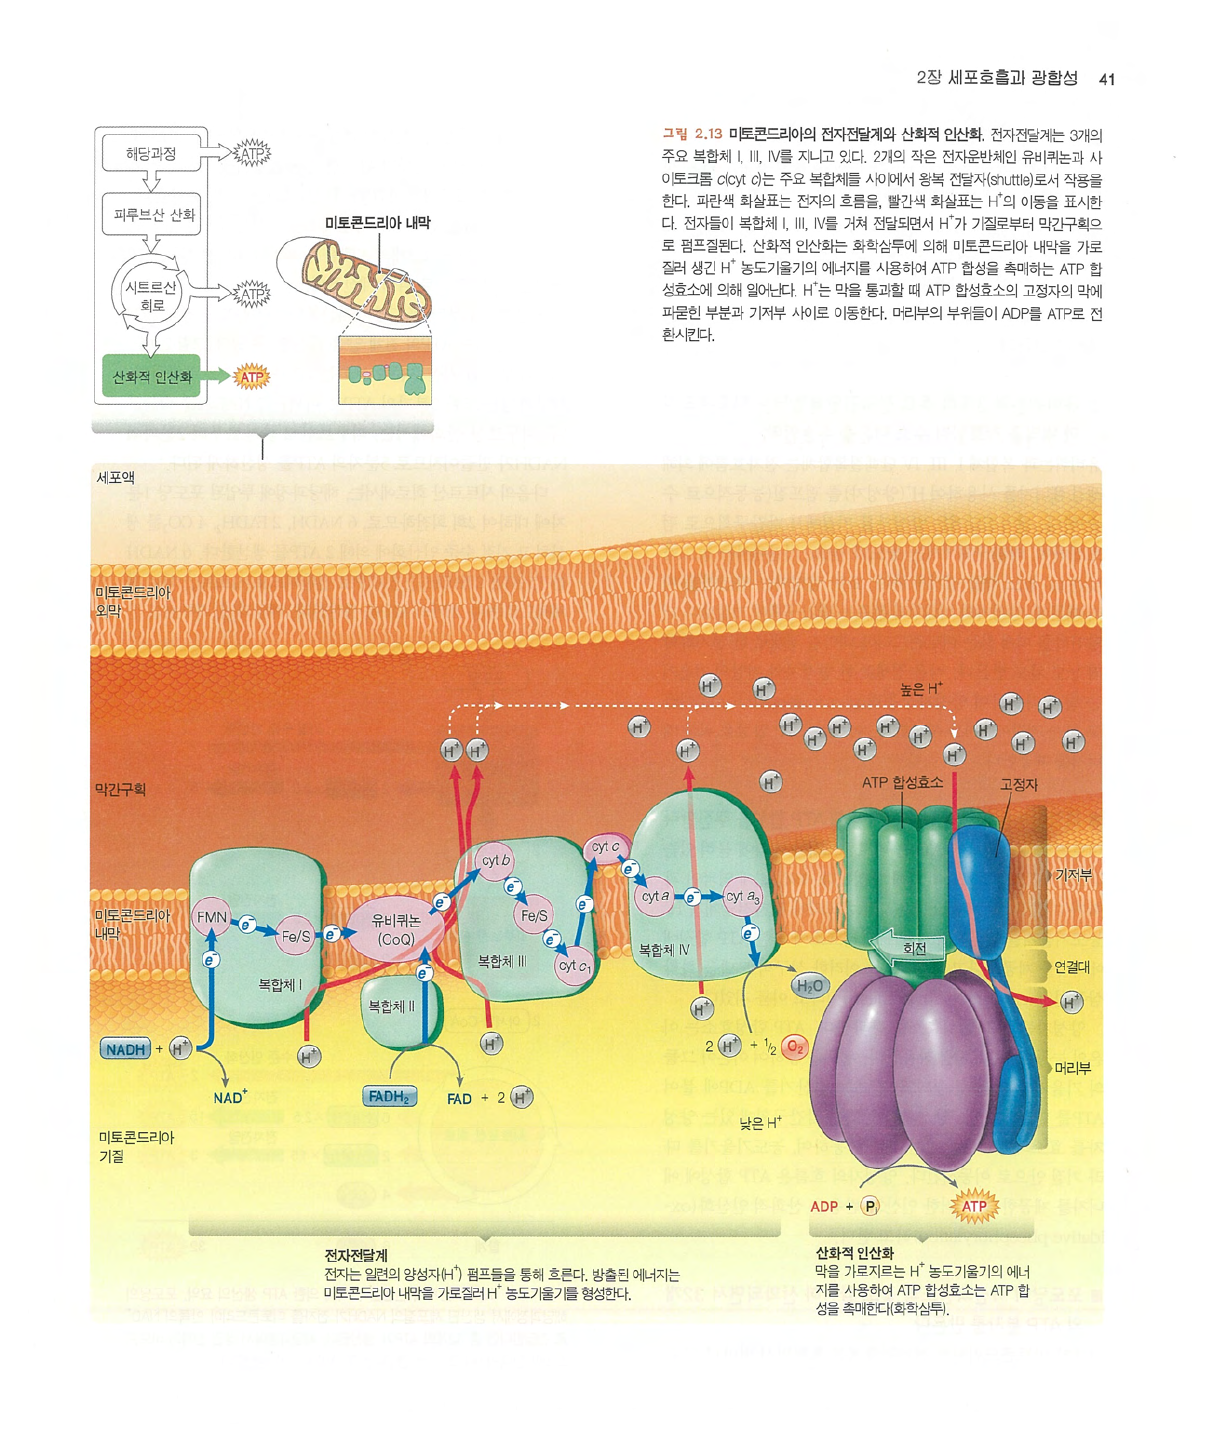 2장 세포호흡과 광합성 41
해당과정
ATP
피루브산 산화
시트르산
회로
ATP
산화적 인산화
ATP
미토콘드리아 내막
그림 2.13 미토콘드리아의 전자전달계와 산화적 인산화. 전자전달계는 3개의
주요 복합체 I, III, IV를 지니고 있다. 2개의 작은 전자운반체인 유비퀴논과 사
이토크롬 c(cyt c)는 주요 복합체들 사이에서 왕복 전달자(shuttle)로서 작용을
한다. 파란색 화살표는 전자의 흐름을, 빨간색 화살표는 H⁺의 이동을 표시한
다. 전자들이 복합체 I, III, IV를 거쳐 전달되면서 H⁺가 기질로부터 막간구획으
로 펌프질된다. 산화적 인산화는 화학삼투에 의해 미토콘드리아 내막을 가로
질러 생긴 H⁺ 농도기울기의 에너지를 사용하여 ATP 합성을 촉매하는 ATP 합
성효소에 의해 일어난다. H⁺는 막을 통과할 때 ATP 합성효소의 고정자의 막에
파묻힌 부분과 기저부 사이로 이동한다. 머리부의 부위들이 ADP를 ATP로 전
환시킨다.
세포액
미토콘드리아
외막
H⁺ H⁺ 높은 H⁺ H⁺ H⁺
H⁺ H⁺ H⁺ H⁺ H⁺ H⁺ H⁺ H⁺ H⁺ H⁺
H⁺ H⁺ H⁺ H⁺
막간구획
H⁺
ATP 합성효소
고정자
cyt b
cyt c
기저부
FMN
e⁻
Fe/S
e⁻
유비퀴논
(CoQ)
e⁻
e⁻
Fe/S
e⁻
cyt c₁
e⁻
e⁻
cyt a
e⁻
cyt a₃
e⁻
미토콘드리아
내막
e⁻
e⁻
복합체 I
복합체 II
복합체 III
복합체 IV
회전
연결대
H₂O
H⁺
H⁺
NADH + H⁺
H⁺
H⁺
2 H⁺ + ½ O₂
머리부
NAD⁺
FADH₂
FAD + 2 H⁺
낮은 H⁺
미토콘드리아
기질
ADP + P
ATP
전자전달계
전자는 일련의 양성자(H⁺) 펌프들을 통해 흐른다. 방출된 에너지는
미토콘드리아 내막을 가로질러 H⁺ 농도기울기를 형성한다.
산화적 인산화
막을 가로지르는 H⁺ 농도기울기의 에너
지를 사용하여 ATP 합성효소는 ATP 합
성을 촉매한다(화학삼투).